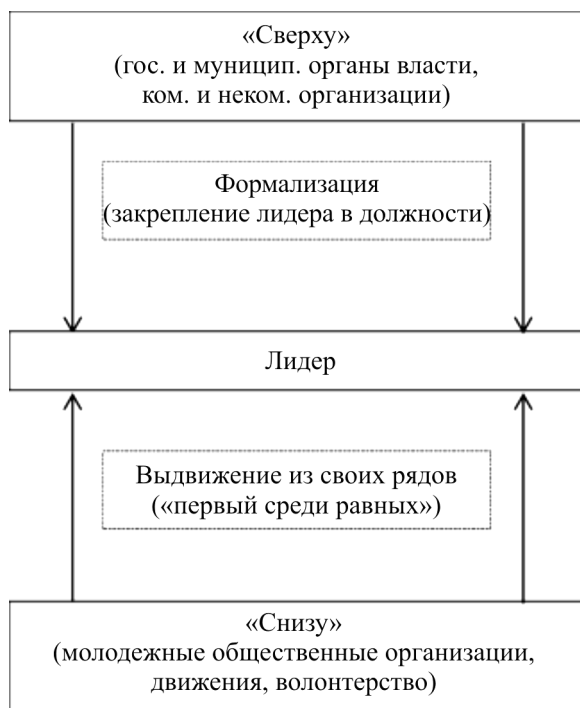 «Сверху»
(гос. и муницип. органы власти,
ком. и неком. организации)
Формализация
(закрепление лидера в должности)
Лидер
Выдвижение из своих рядов
(«первый среди равных»)
«Снизу»
(молодежные общественные организации,
движения, волонтерство)